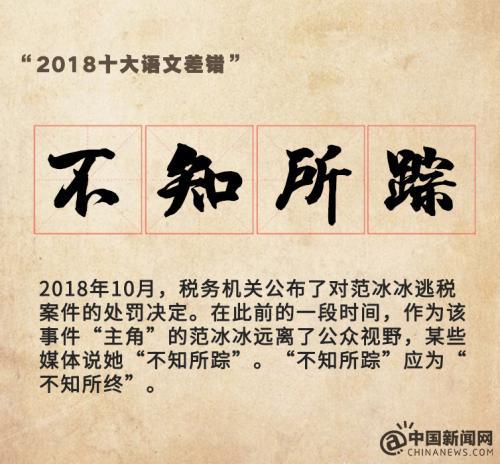 “2018十大语文差错”
不知所踪
2018年10月，税务机关公布了对范冰冰逃税
案件的处罚决定。在此前的一段时间，作为该
事件“主角”的范冰冰远离了公众视野，某些
媒体说她“不知所踪”。“不知所踪”应为“
不知所终”。
@中国新闻网
CHINANEWS.COM